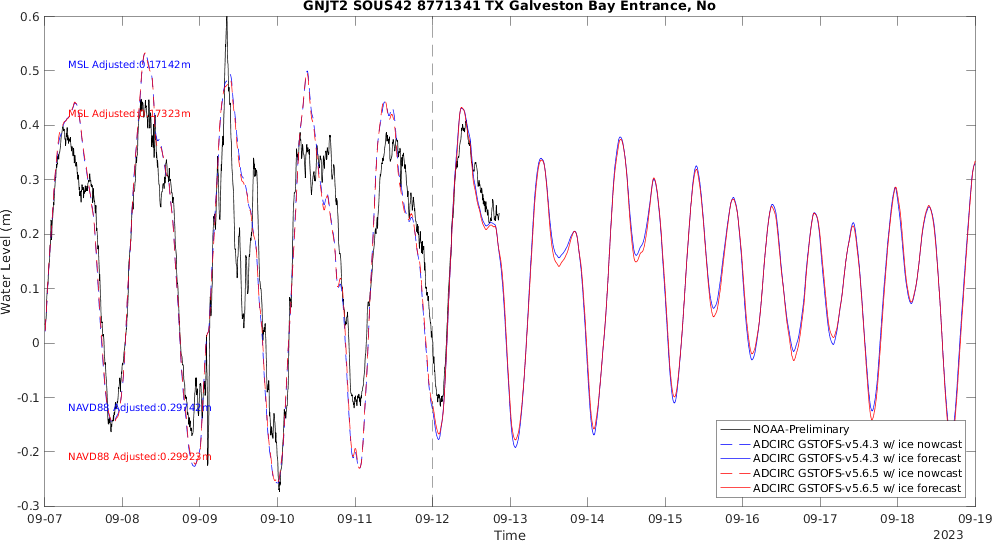 GNJT2 SOUS42 8771341 TX Galveston Bay Entrance, No
Water Level (m)
0.6
0.5
0.4
0.3
0.2
0.1
0
-0.1
-0.2
-0.3
MSL Adjusted:0.17142m
MSL Adjusted:0.17323m
NAVD88 Adjusted:0.29742m
NAVD88 Adjusted:0.29923m
NOAA-Preliminary
ADCIRC GSTOFS-v5.4.3 w/ ice nowcast
ADCIRC GSTOFS-v5.4.3 w/ ice forecast
ADCIRC GSTOFS-v5.6.5 w/ ice nowcast
ADCIRC GSTOFS-v5.6.5 w/ ice forecast
09-07 09-08 09-09 09-10 09-11 09-12 09-13 09-14 09-15 09-16 09-17 09-18 09-19
Time
2023